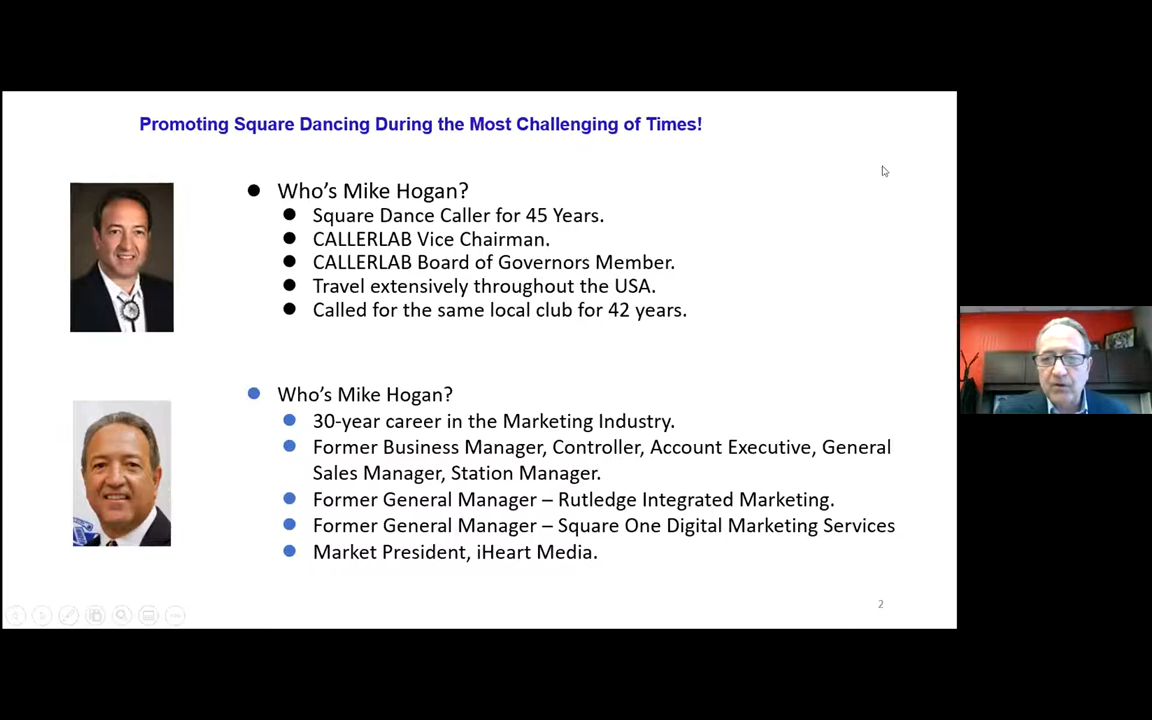 Promoting Square Dancing During the Most Challenging of Times!
Who's Mike Hogan?
Square Dance Caller for 45 Years.
CALLERLAB Vice Chairman.
CALLERLAB Board of Governors Member.
Travel extensively throughout the USA.
Called for the same local club for 42 years.
Who's Mike Hogan?
30-year career in the Marketing Industry.
Former Business Manager, Controller, Account Executive, General
Sales Manager, Station Manager.
Former General Manager – Rutledge Integrated Marketing.
Former General Manager – Square One Digital Marketing Services
Market President, iHeart Media.
2